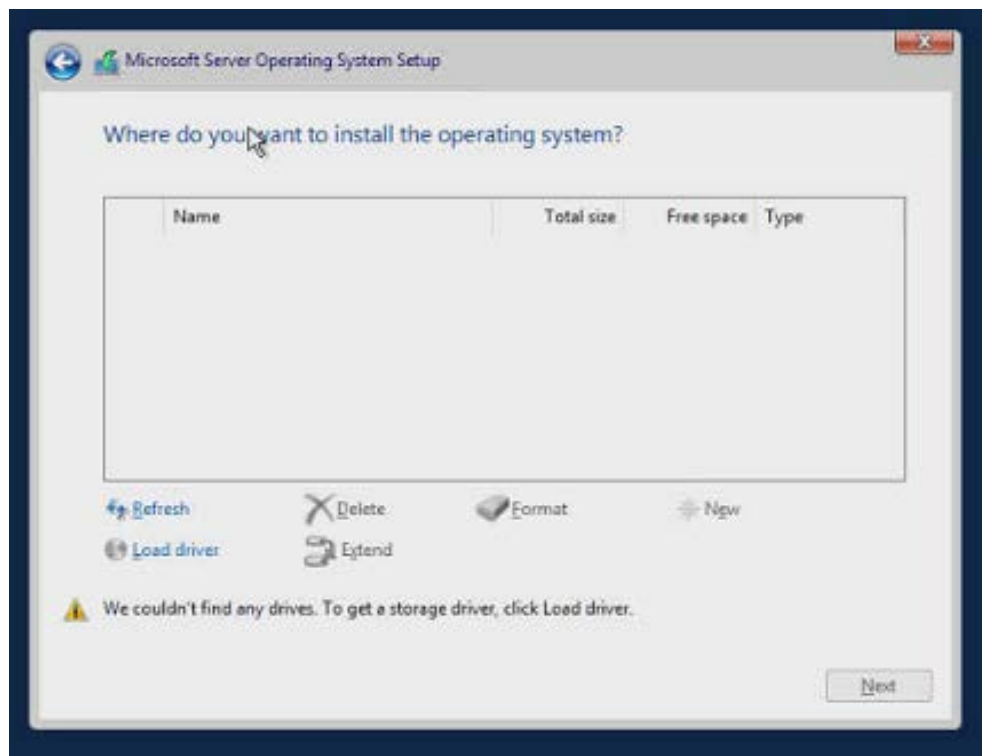 Microsoft Server Operating System Setup
Where do you want to install the operating system?
Name Total size Free space Type
Refresh Delete Format New
Load driver Extend
We couldn't find any drives. To get a storage driver, click Load driver.
Next